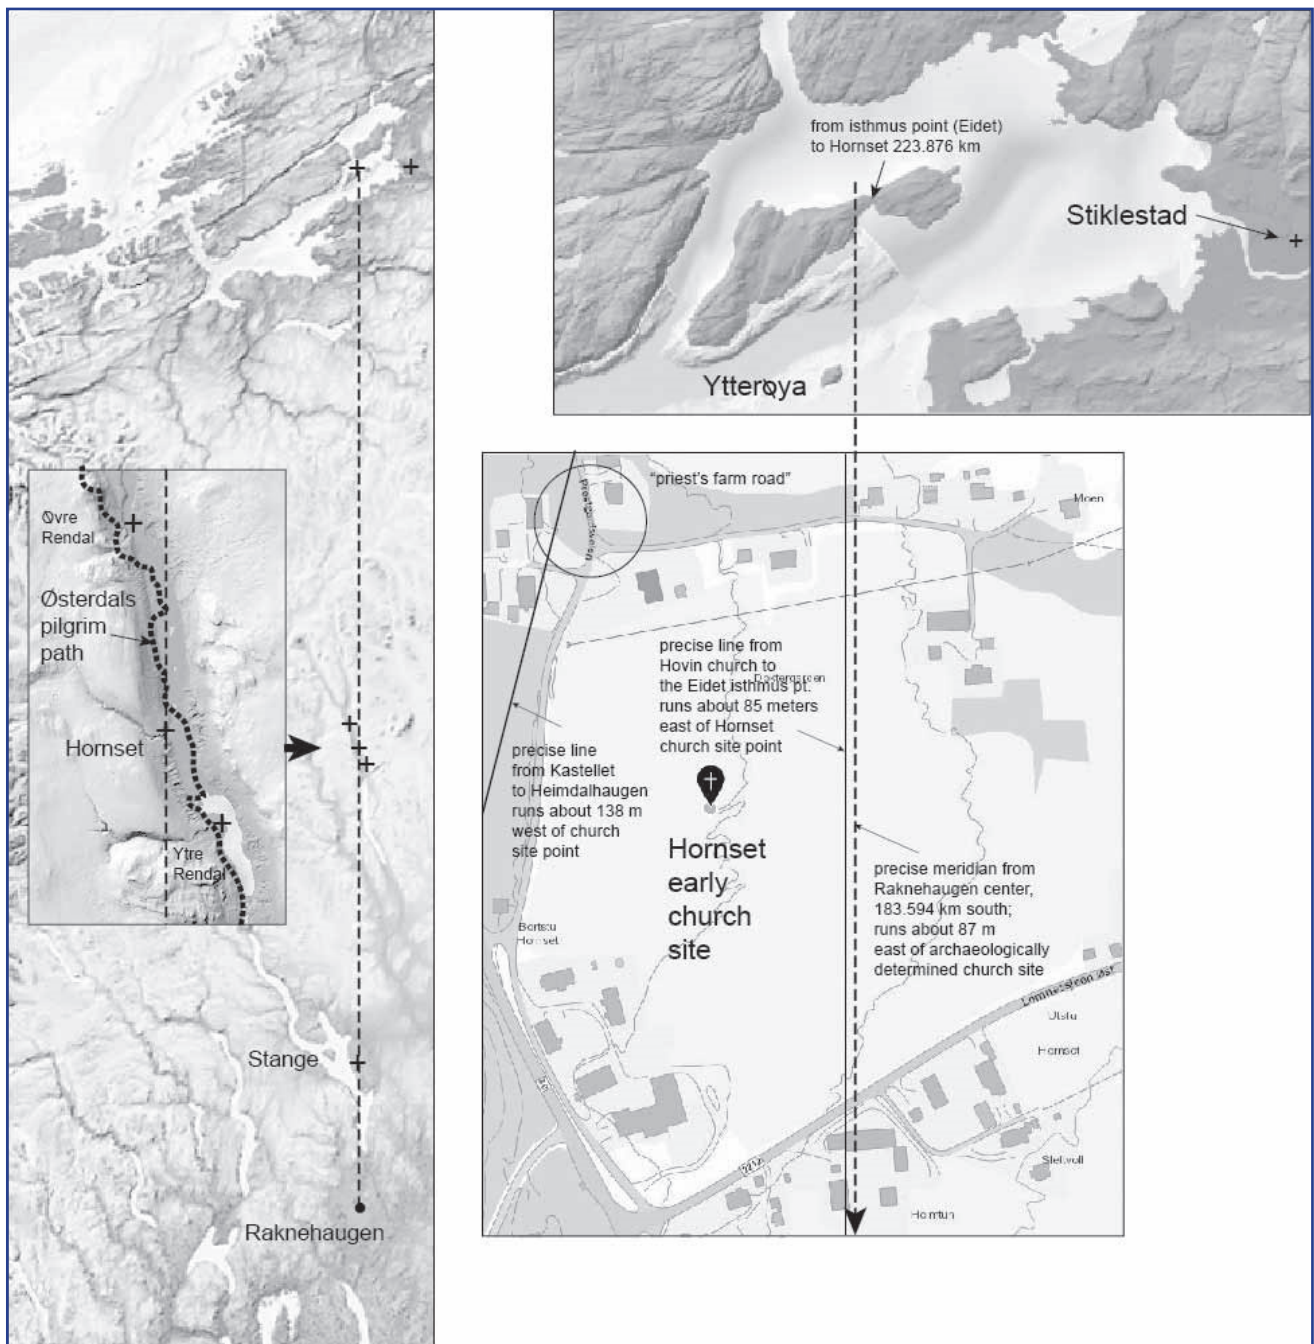 Øvre
Rendal
Østerdals
pilgrim
path
Hornset
Ytre
Rendal
Stange
Raknehaugen
from isthmus point (Eidet)
to Hornset 223.876 km
Stiklestad
Ytterøya
"priest's farm road"
Moen
precise line from
Hovin church to
the Eidet isthmus pt.
runs about 85 meters
east of Hornset
church site point
precise line
from Kastellet
to Heimdalhaugen
runs about 138 m
west of church
site point
Hornset
early
church
site
precise meridian from
Raknehaugen center,
183.594 km south;
runs about 87 m
east of archaeologically
determined church site
Hornset
Hornset